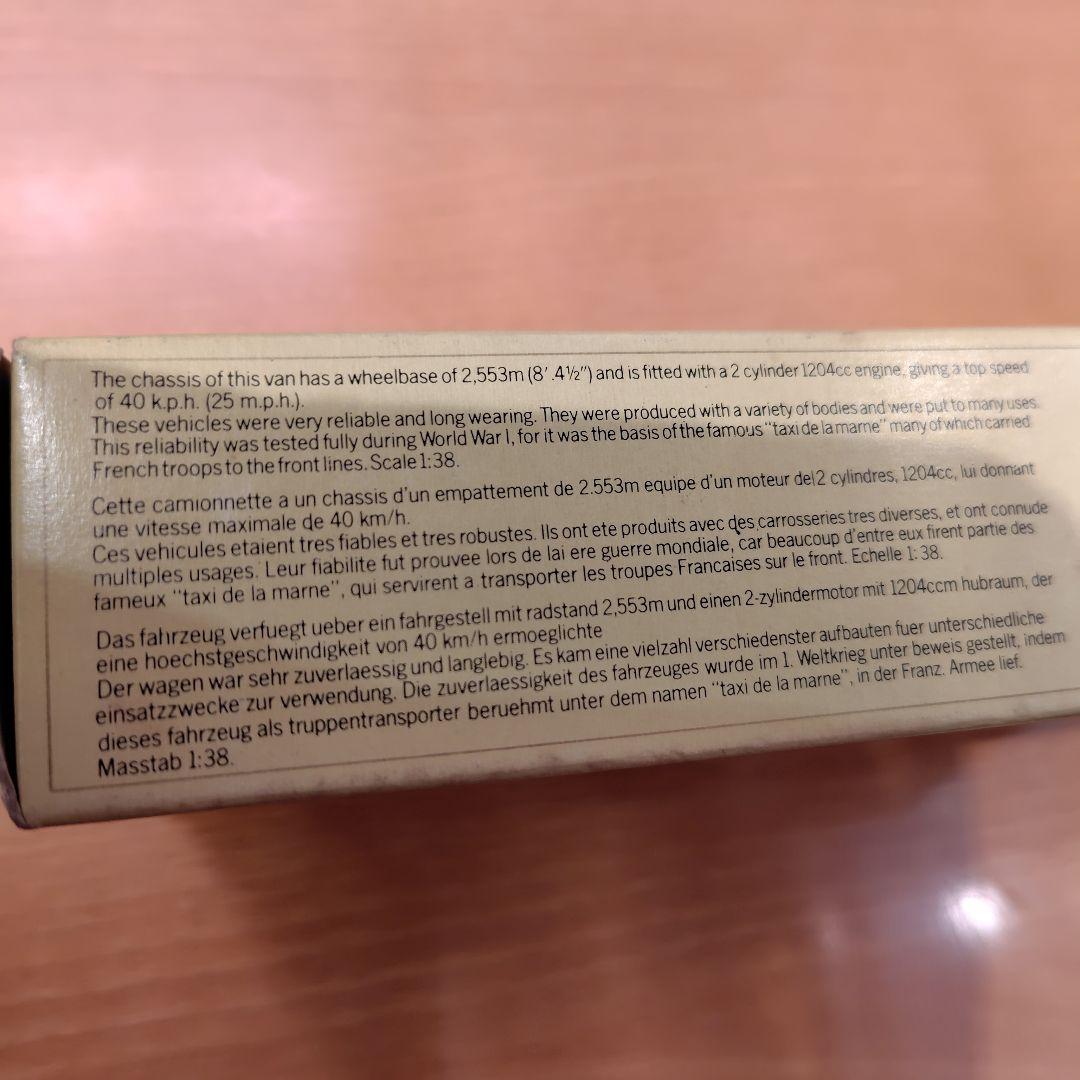 The chassis of this van has a wheelbase of 2,553m (8'.4½") and is fitted with a 2 cylinder 1204cc engine, giving a top speed
of 40 k.p.h. (25 m.p.h.).
These vehicles were very reliable and long wearing. They were produced with a variety of bodies and were put to many uses.
This reliability was tested fully during World War I, for it was the basis of the famous "taxi de la marne" many of which carried
French troops to the front lines. Scale 1:38.
Cette camionnette a un chassis d'un empattement de 2.553m equipe d'un moteur de12 cylindres, 1204cc, lui donnant
une vitesse maximale de 40 km/h.
Ces vehicules etaient tres fiables et tres robustes. Ils ont ete produits avec des carrosseries tres diverses, et ont connude
multiples usages. Leur fiabilite fut prouvee lors de lai ere guerre mondiale, car beaucoup d'entre eux firent partie des
fameux "taxi de la marne", qui servirent a transporter les troupes Francaises sur le front. Echelle 1:38.
Das fahrzeug verfuegt ueber ein fahrgestell mit radstand 2,553m und einen 2-zylindermotor mit 1204ccm hubraum, der
eine hoechstgeschwindigkeit von 40 km/h ermoeglichte
Der wagen war sehr zuverlaessig und langlebig. Es kam eine vielzahl verschiedenster aufbauten fuer unterschiedliche
einsatzzwecke zur verwendung. Die zuverlaessigkeit des fahrzeuges wurde im 1. Weltkrieg unter beweis gestellt, indem
dieses fahrzeug als truppentransporter beruehmt unter dem namen "taxi de la marne", in der Franz. Armee lief.
Masstab 1:38.